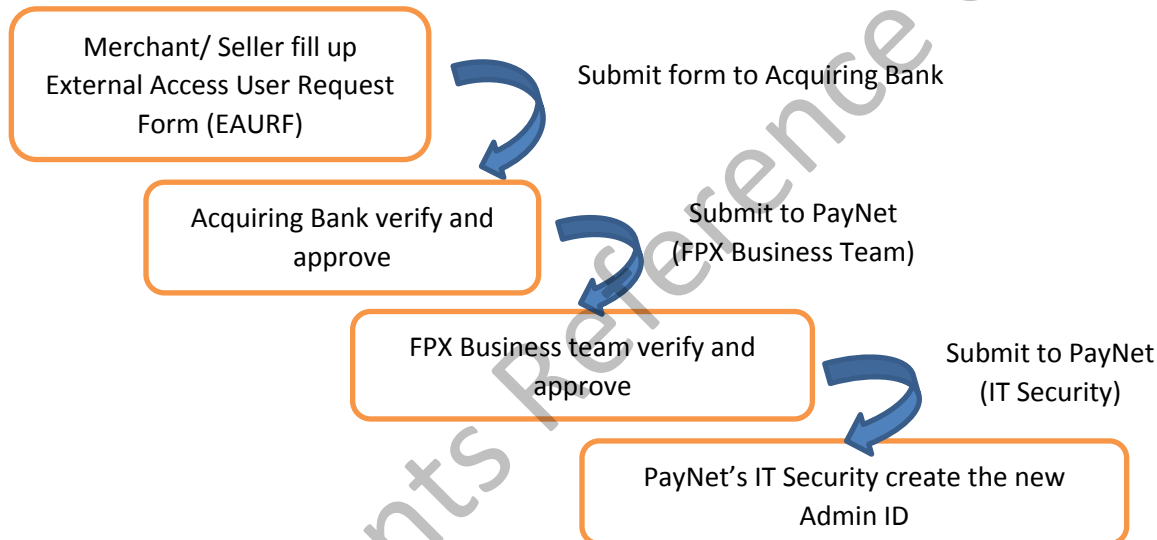 Merchant/ Seller fill up
External Access User Request
Form (EAURF)
Submit form to Acquiring Bank
Acquiring Bank verify and
approve
Submit to PayNet
(FPX Business Team)
FPX Business team verify and
approve
Submit to PayNet
(IT Security)
PayNet’s IT Security create the new
Admin ID
nts Reference